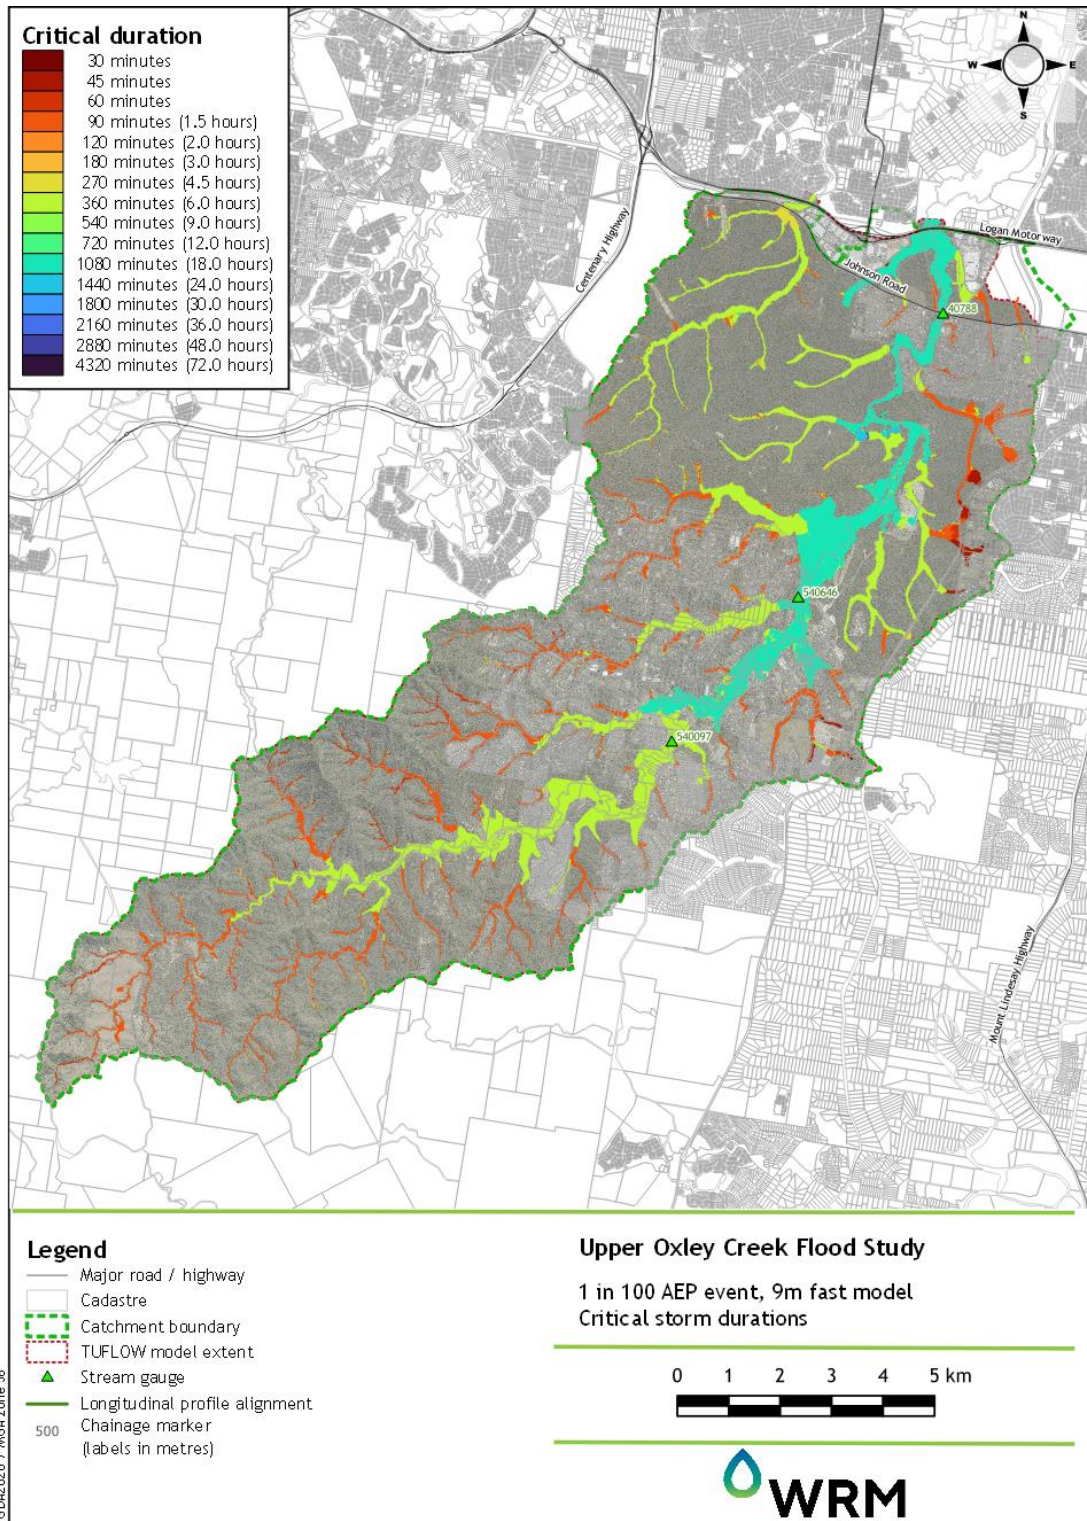 Critical duration
30 minutes
45 minutes
60 minutes
90 minutes (1.5 hours)
120 minutes (2.0 hours)
180 minutes (3.0 hours)
270 minutes (4.5 hours)
360 minutes (6.0 hours)
540 minutes (9.0 hours)
720 minutes (12.0 hours)
1080 minutes (18.0 hours)
1440 minutes (24.0 hours)
1800 minutes (30.0 hours)
2160 minutes (36.0 hours)
2880 minutes (48.0 hours)
4320 minutes (72.0 hours)
N
W
E
S
Centenary Highway
Logan Motorway
Johnson Road
40788
540646
540097
Mount Lindesay Highway
Legend
Major road / highway
Cadastre
Catchment boundary
TUFLOW model extent
Stream gauge
Longitudinal profile alignment
500
Chainage marker
(labels in metres)
Upper Oxley Creek Flood Study
1 in 100 AEP event, 9m fast model
Critical storm durations
0 1 2 3 4 5 km
WRM